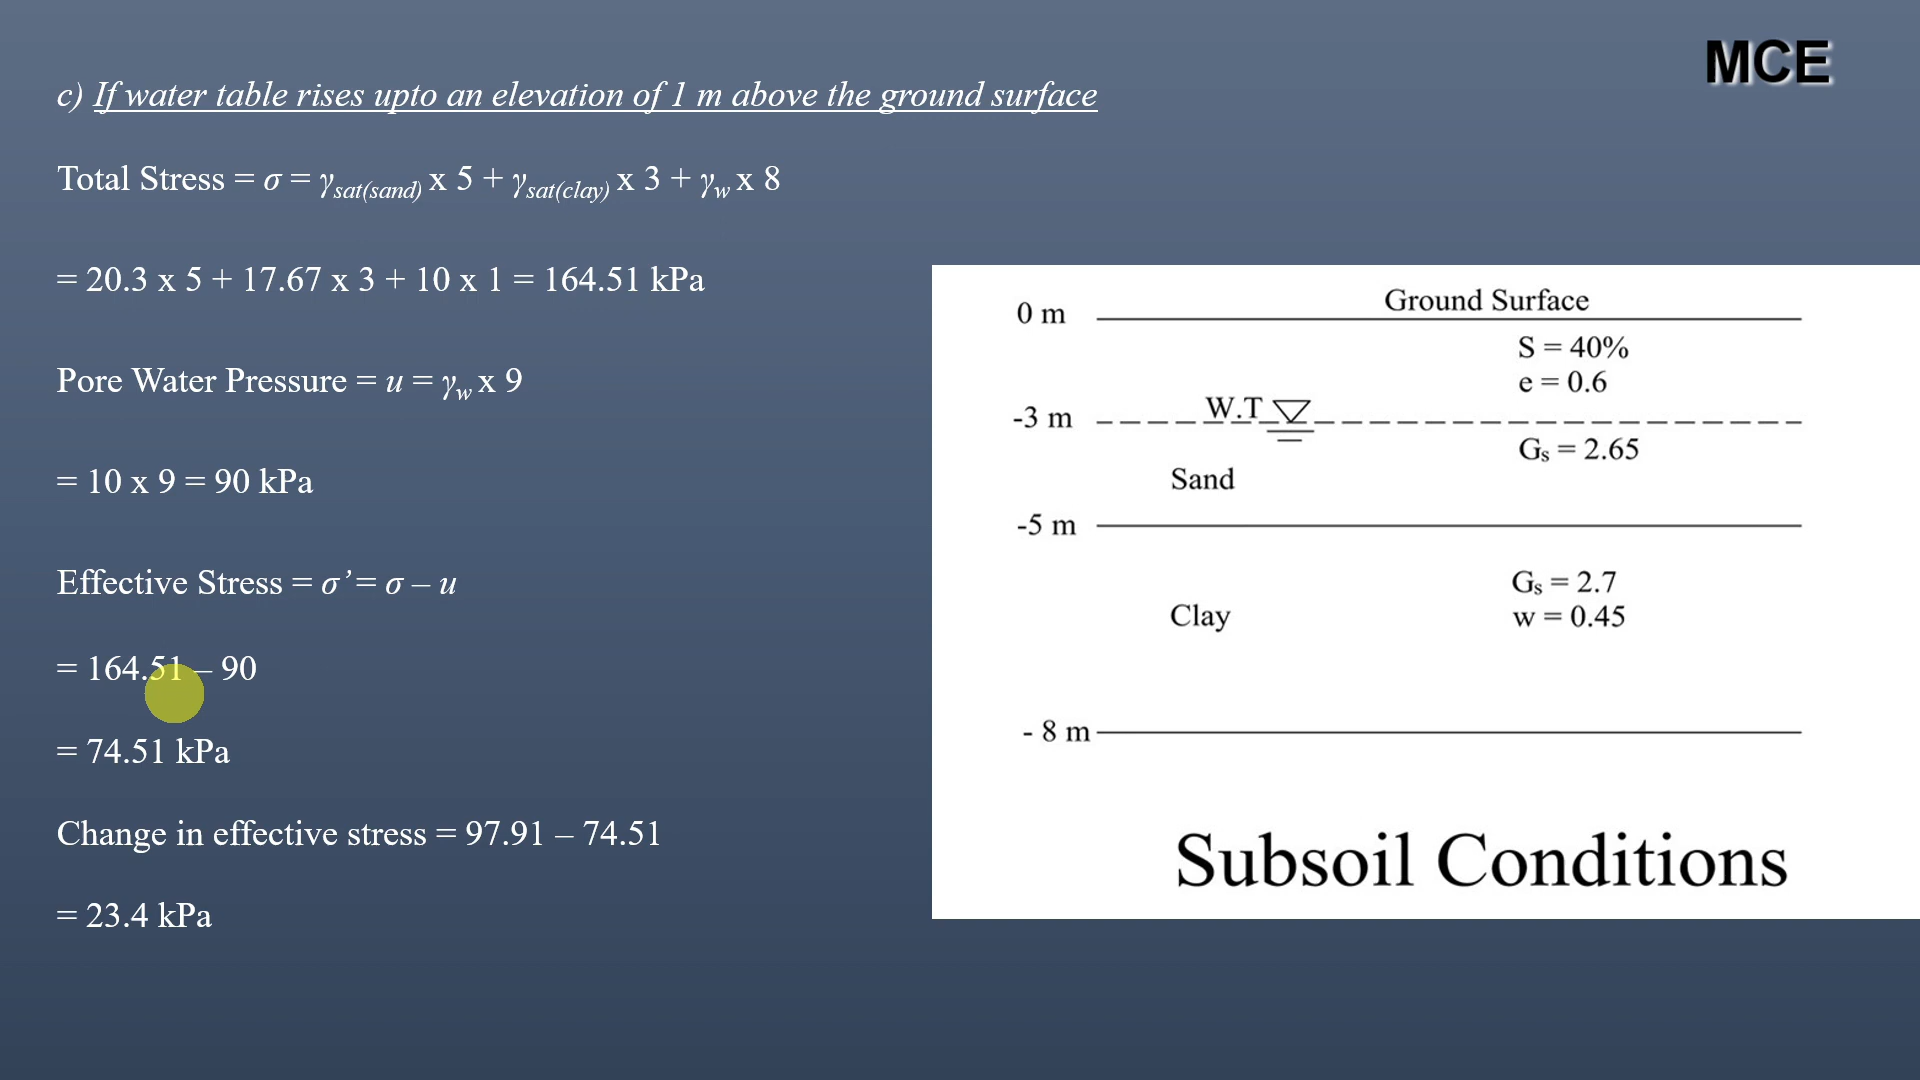 MCE
c) If water table rises upto an elevation of 1 m above the ground surface
Total Stress = σ = γsat(sand) x 5 + γsat(clay) x 3 + γw x 8
= 20.3 x 5 + 17.67 x 3 + 10 x 1 = 164.51 kPa
Pore Water Pressure = u = γw x 9
= 10 x 9 = 90 kPa
Effective Stress = σ’= σ – u
= 164.51 – 90
= 74.51 kPa
Change in effective stress = 97.91 – 74.51
= 23.4 kPa
0 m
Ground Surface
S = 40%
e = 0.6
-3 m
W.T
Gs = 2.65
Sand
-5 m
Gs = 2.7
Clay
w = 0.45
- 8 m
Subsoil Conditions